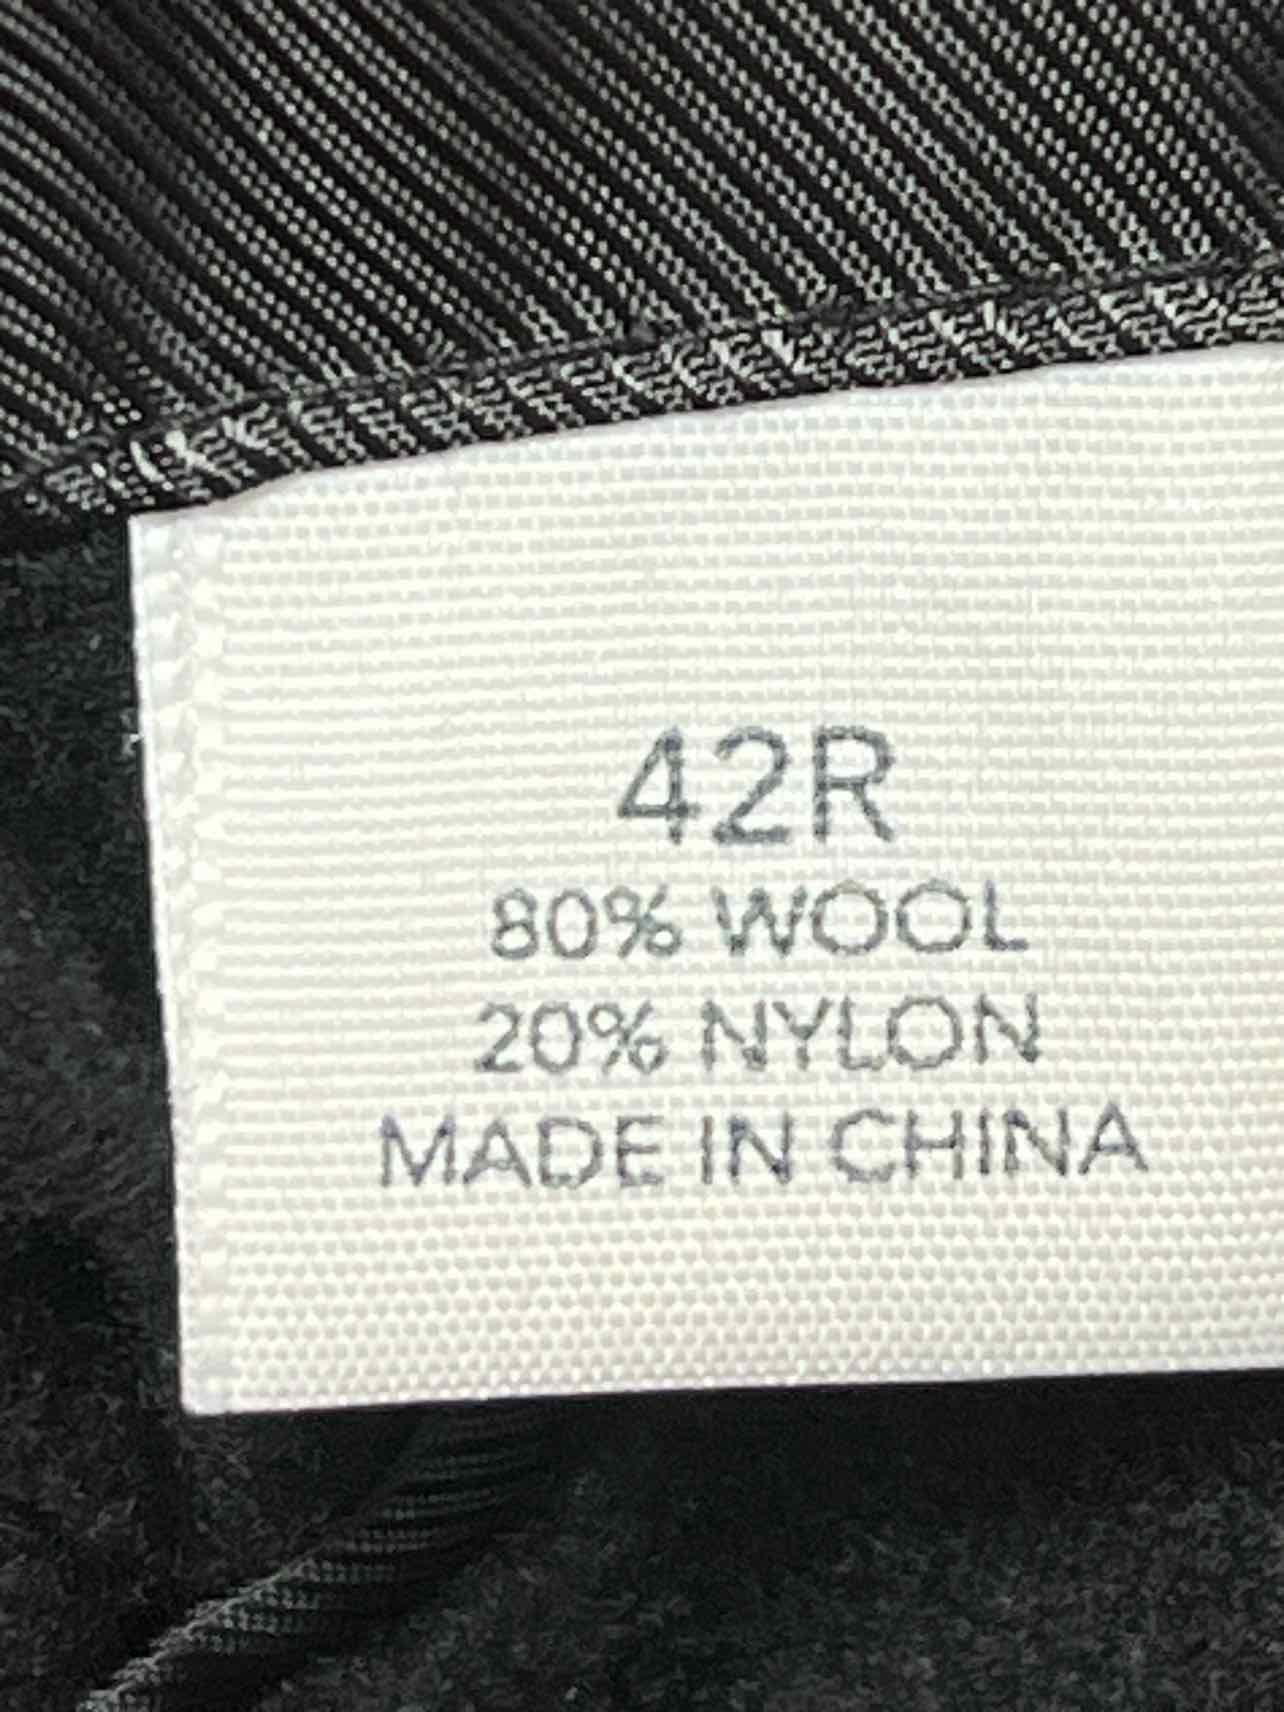 42R
80% WOOL
20% NYLON
MADE IN CHINA